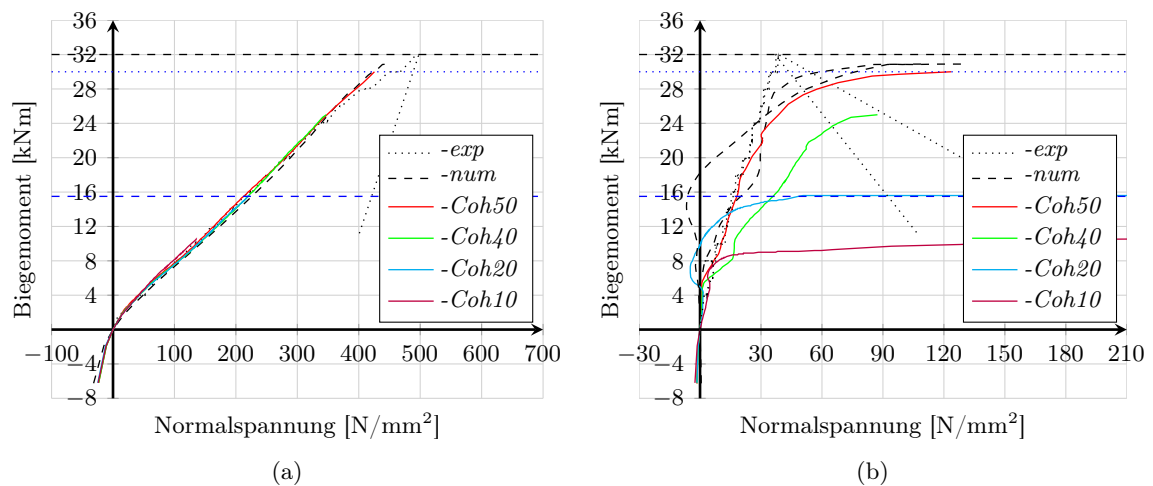 36
32
28
24
20
16
12
8
4
−4
−8
−100
100
200
300
400
500
600
700
Biegemoment [kNm]
Normalspannung [N/mm²]
-exp
-num
-Coh50
-Coh40
-Coh20
-Coh10
(a)
36
32
28
24
20
16
12
8
4
−4
−8
−30
30
60
90
120
150
180
210
Biegemoment [kNm]
Normalspannung [N/mm²]
-exp
-num
-Coh50
-Coh40
-Coh20
-Coh10
(b)